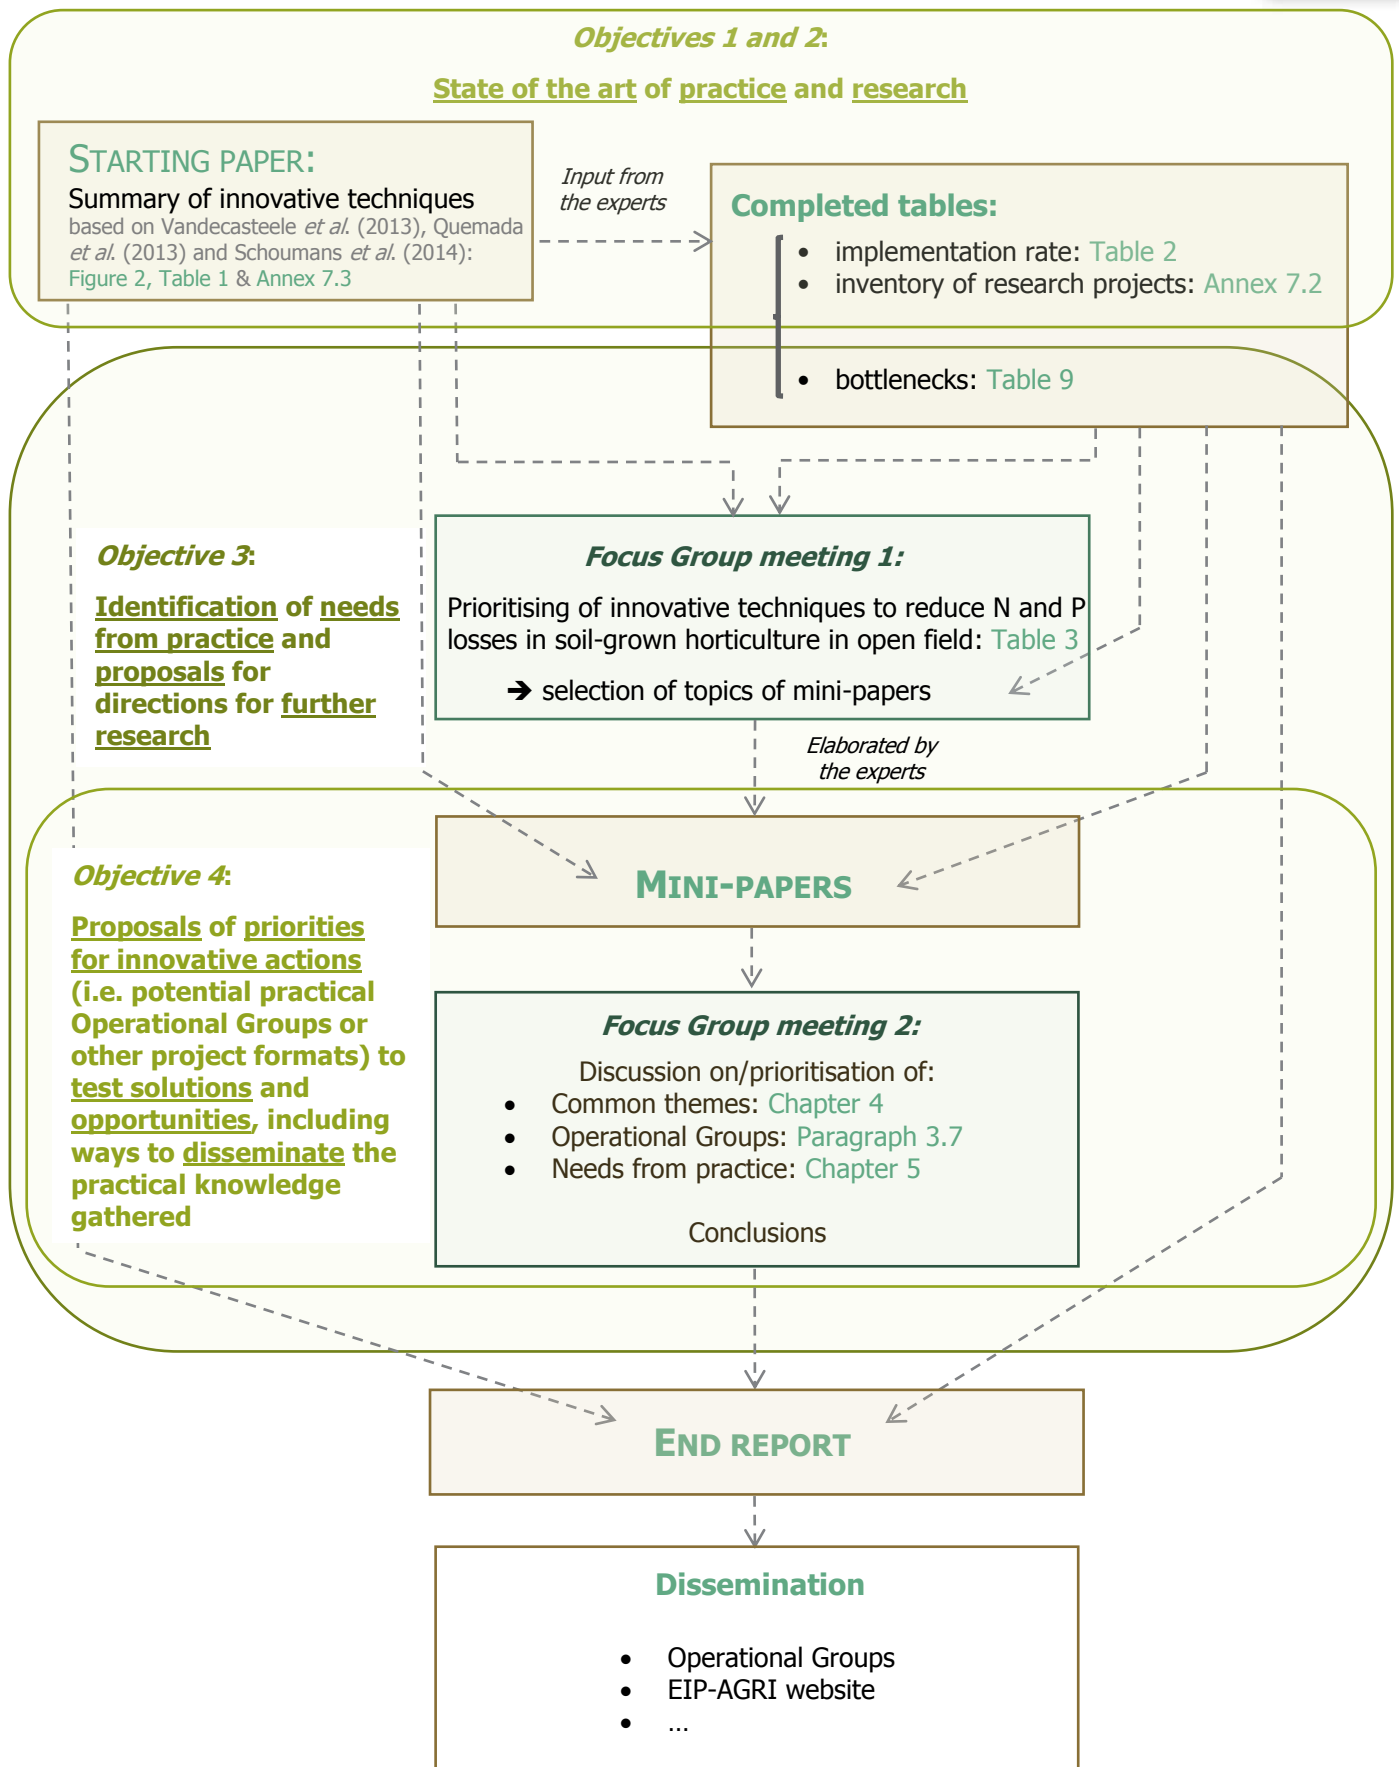 Objectives 1 and 2:
State of the art of practice and research
STARTING PAPER:
Summary of innovative techniques
based on Vandecasteele et al. (2013), Quemada
et al. (2013) and Schoumans et al. (2014):
Figure 2, Table 1 & Annex 7.3
Input from
the experts
Completed tables:
• implementation rate: Table 2
• inventory of research projects: Annex 7.2
• bottlenecks: Table 9
Objective 3:
Identification of needs
from practice and
proposals for
directions for further
research
Focus Group meeting 1:
Prioritising of innovative techniques to reduce N and P
losses in soil-grown horticulture in open field: Table 3
➔ selection of topics of mini-papers
Elaborated by
the experts
MINI-PAPERS
Objective 4:
Proposals of priorities
for innovative actions
(i.e. potential practical
Operational Groups or
other project formats) to
test solutions and
opportunities, including
ways to disseminate the
practical knowledge
gathered
Focus Group meeting 2:
Discussion on/prioritisation of:
• Common themes: Chapter 4
• Operational Groups: Paragraph 3.7
• Needs from practice: Chapter 5
Conclusions
END REPORT
Dissemination
• Operational Groups
• EIP-AGRI website
• ...